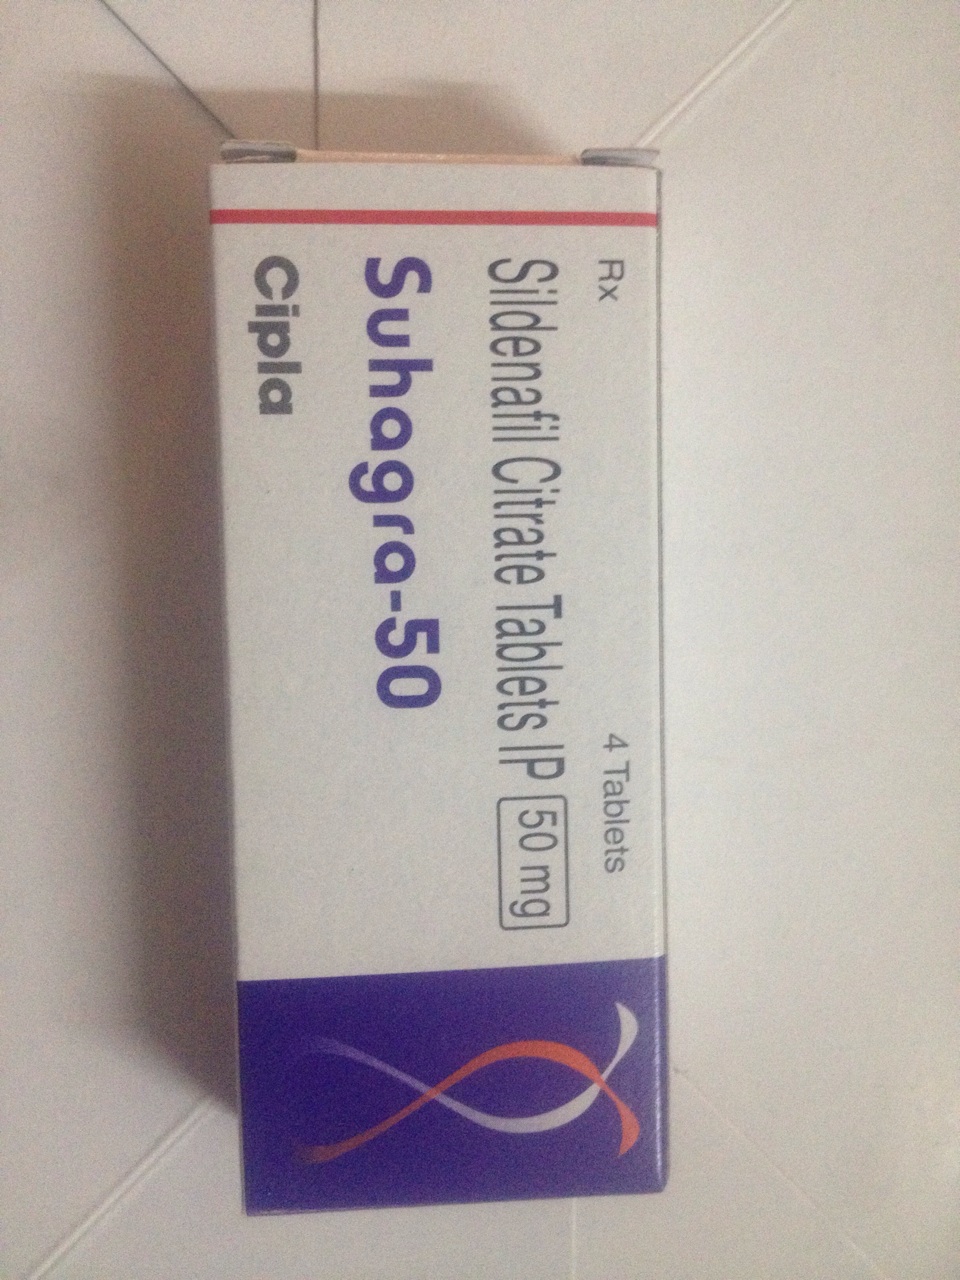 Rx 4 Tablets
Sildenafil Citrate Tablets IP 50 mg
Suhagra-50
Cipla